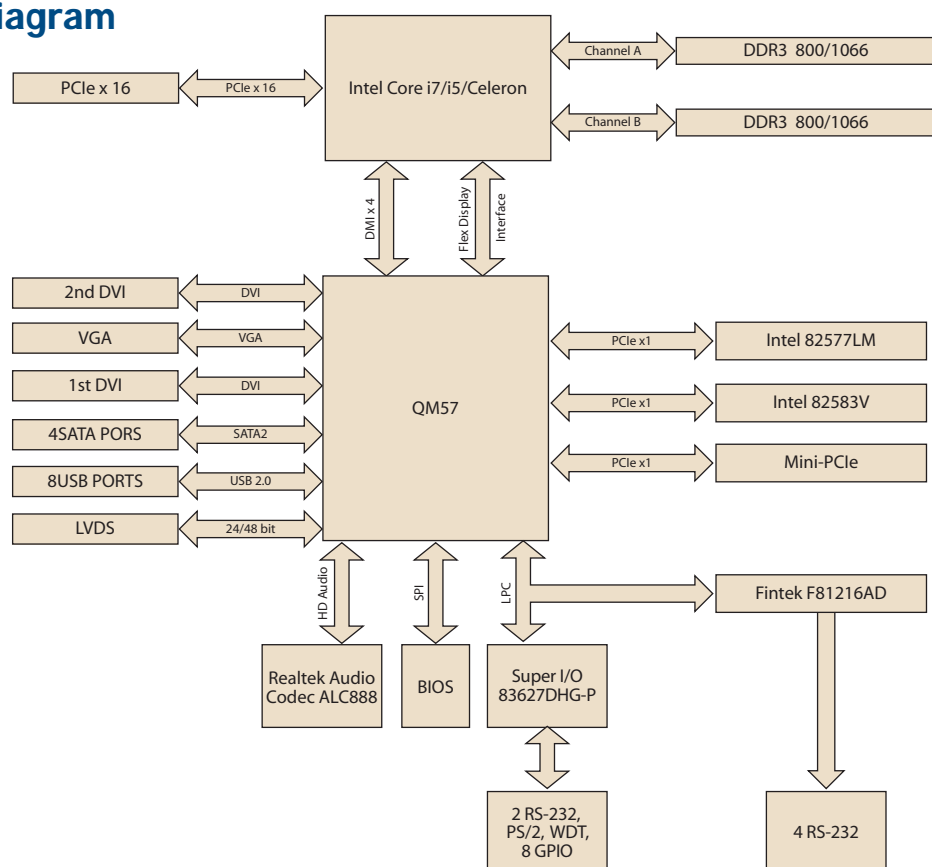 iagram
PCIe x 16
PCIe x 16
Intel Core i7/i5/Celeron
Channel A
DDR3 800/1066
Channel B
DDR3 800/1066
DMI x 4
Flex Display
Interface
2nd DVI
DVI
VGA
VGA
1st DVI
DVI
4SATA PORS
SATA2
8USB PORTS
USB 2.0
LVDS
24/48 bit
QM57
PCIe x1
Intel 82577LM
PCIe x1
Intel 82583V
PCIe x1
Mini-PCIe
HD Audio
SPI
LPC
Fintek F81216AD
Realtek Audio
Codec ALC888
BIOS
Super I/O
83627DHG-P
2 RS-232,
PS/2, WDT,
8 GPIO
4 RS-232